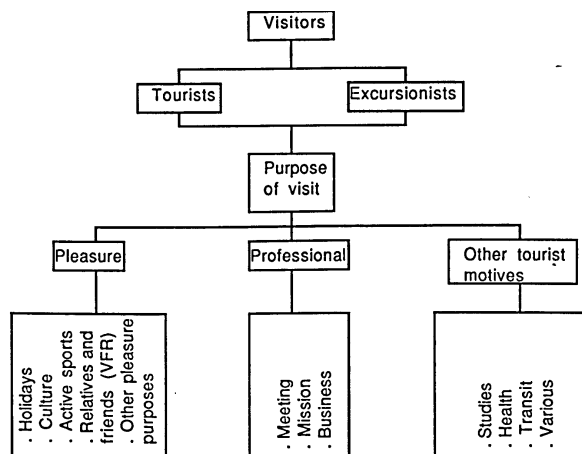 Visitors
Tourists
Excursionists
Purpose
of visit
Pleasure
Professional
Other tourist
motives
. Holidays
. Culture
. Active sports
. Relatives and
friends (VFR)
. Other pleasure
purposes
. Meeting
. Mission
. Business
. Studies
. Health
. Transit
. Various